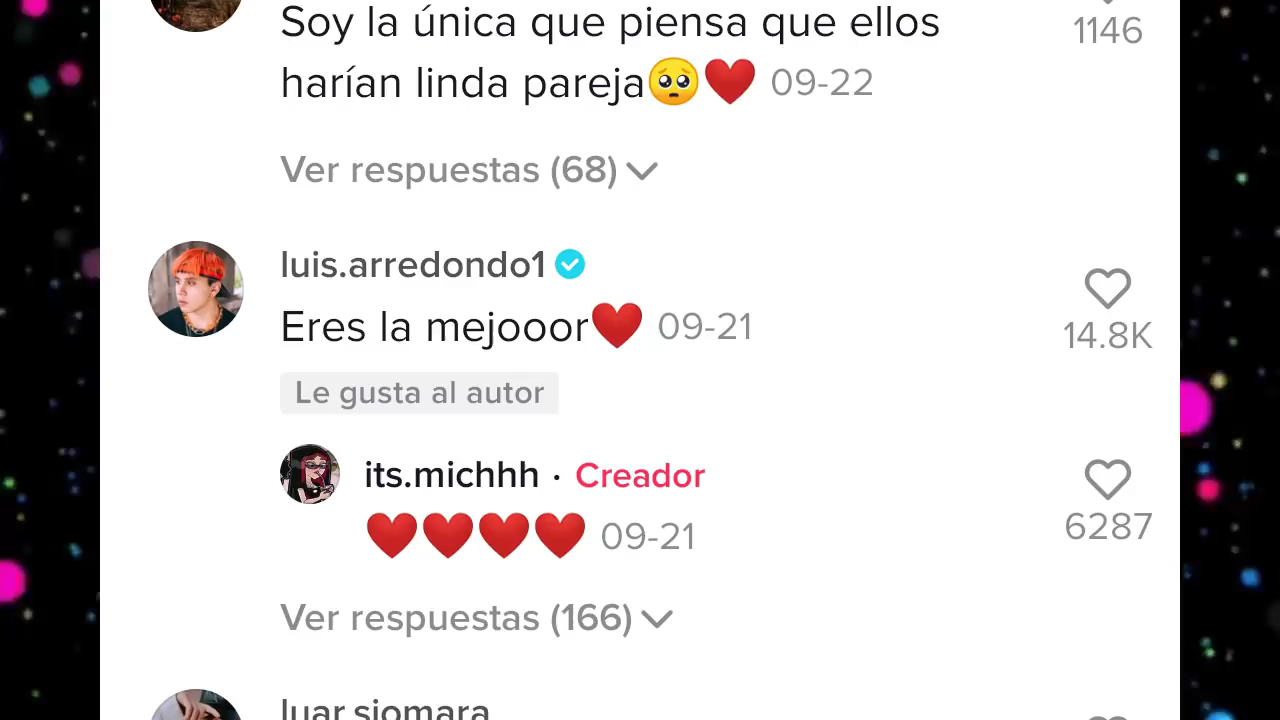 Soy la única que piensa que ellos
1146
harían linda pareja🥺❤️ 09-22
Ver respuestas (68)
luis.arredondo1
Eres la mejooor❤️ 09-21
14.8K
Le gusta al autor
its.michhh · Creador
❤️❤️❤️❤️ 09-21
6287
Ver respuestas (166)
luar.siomara